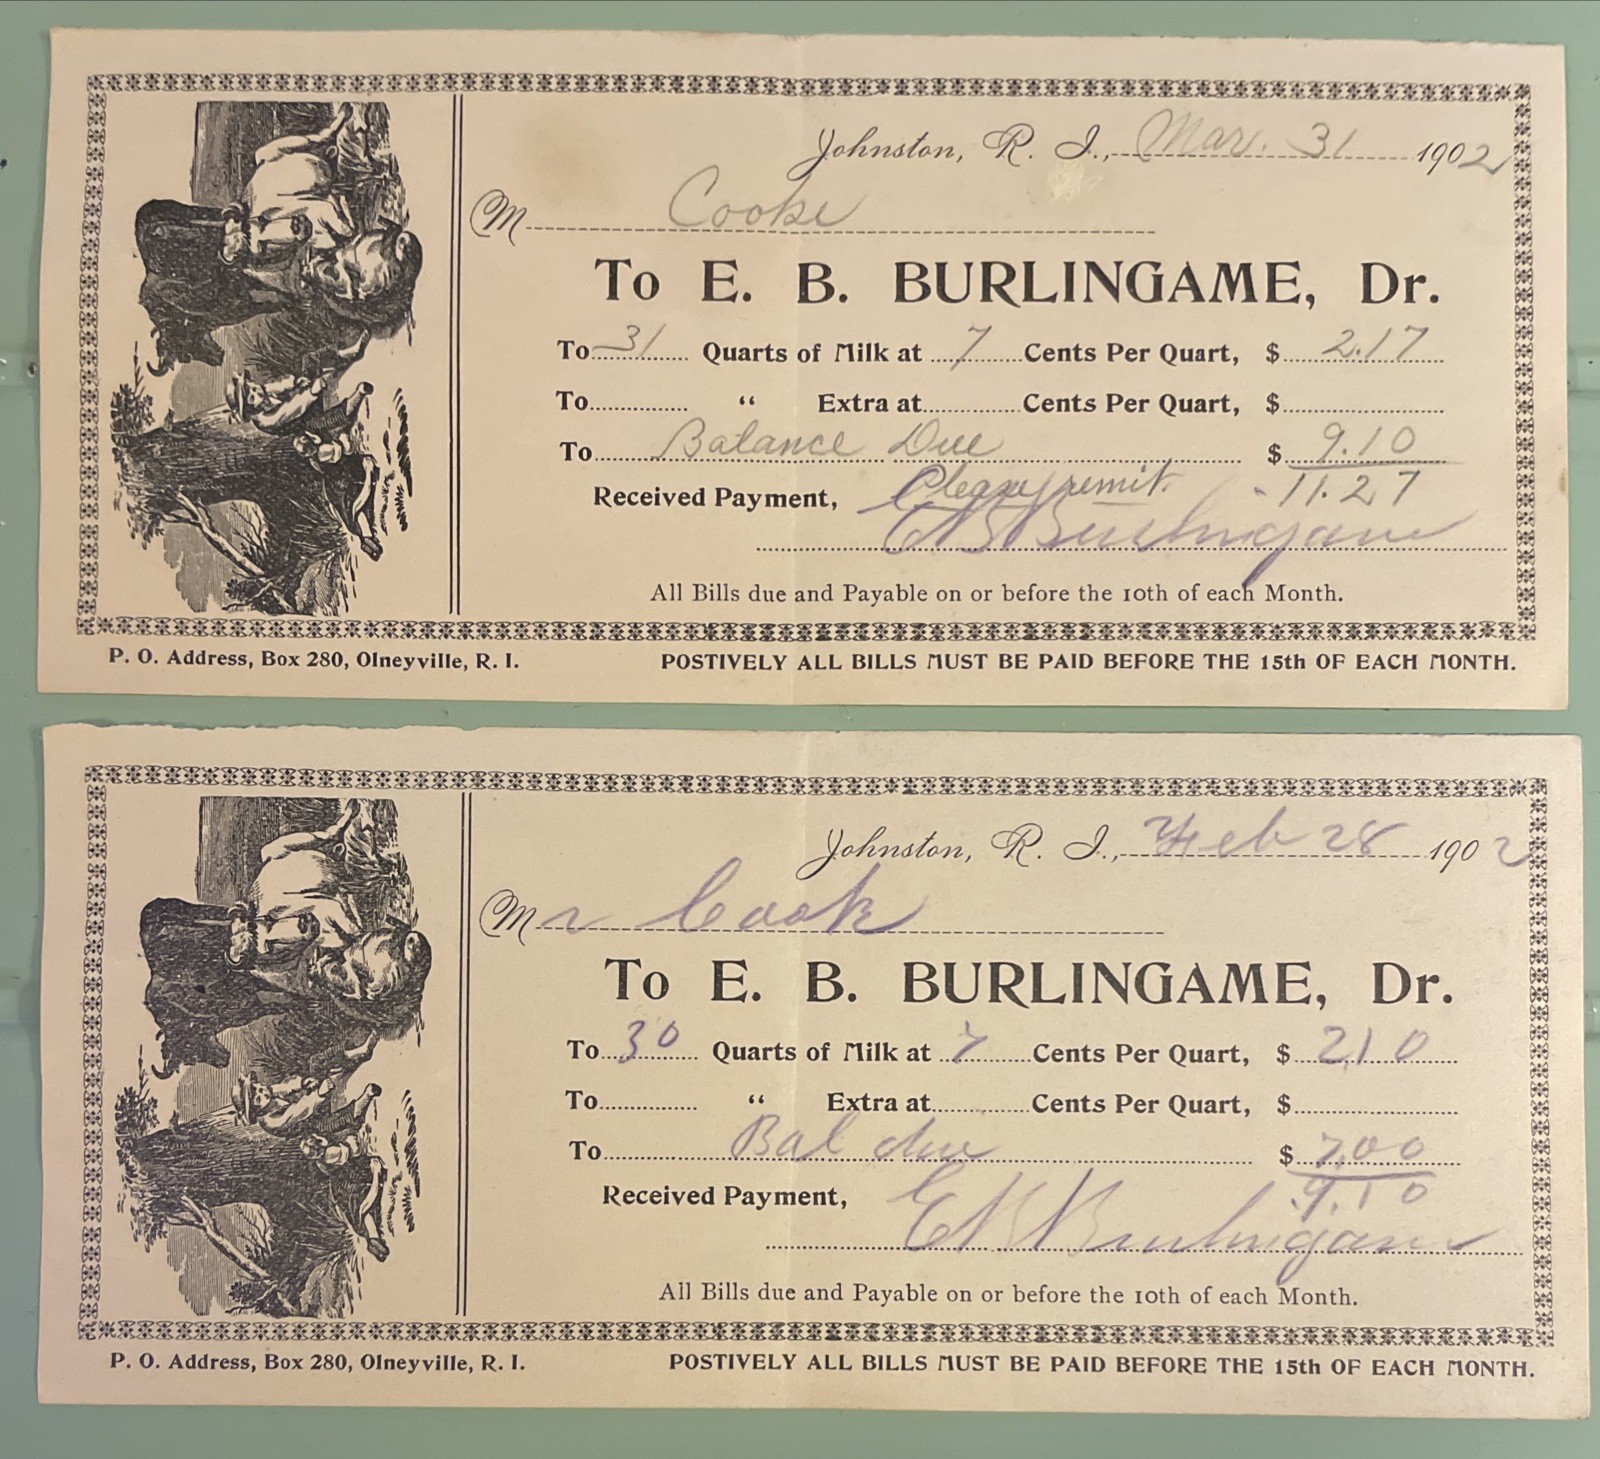 Johnston, R. I., Mar. 31 1902
M Cooke
To E. B. BURLINGAME, Dr.
To 31 Quarts of Milk at 7 Cents Per Quart, $ 2.17
To “ Extra at Cents Per Quart, $
To Balance Due $ 9.10
Received Payment, Please remit. 11.27
E B Burlingame
All Bills due and Payable on or before the 10th of each Month.
P. O. Address, Box 280, Olneyville, R. I. POSTIVELY ALL BILLS MUST BE PAID BEFORE THE 15th OF EACH MONTH.
Johnston, R. I., Feb 28 1902
Mr Cook
To E. B. BURLINGAME, Dr.
To 30 Quarts of Milk at 7 Cents Per Quart, $ 2.10
To “ Extra at Cents Per Quart, $
To Bal due $ 7.00
Received Payment, 9.10
E B Burlingame
All Bills due and Payable on or before the 10th of each Month.
P. O. Address, Box 280, Olneyville, R. I. POSTIVELY ALL BILLS MUST BE PAID BEFORE THE 15th OF EACH MONTH.